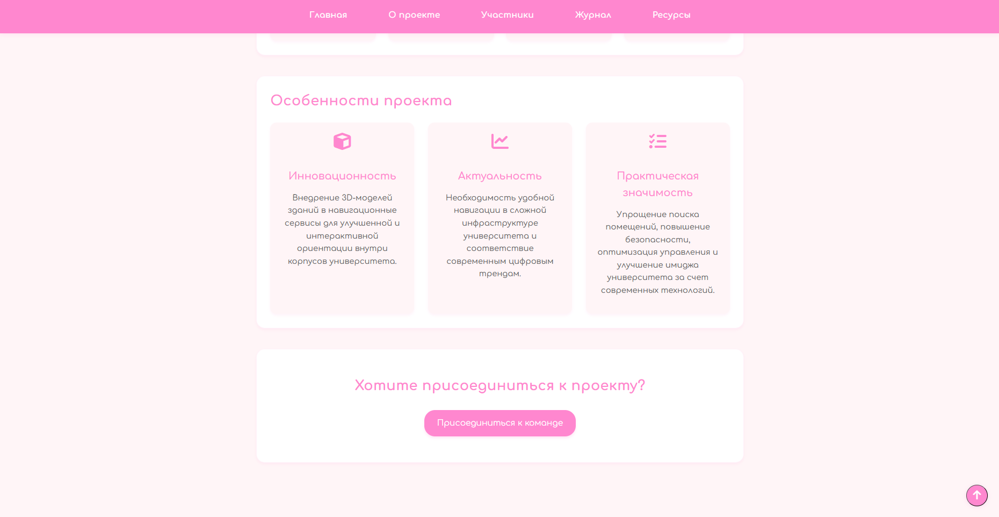 Главная О проекте Участники Журнал Ресурсы
Особенности проекта
Инновационность
Внедрение 3D-моделей
зданий в навигационные
сервисы для улучшенной и
интерактивной
ориентации внутри
корпусов университета.
Актуальность
Необходимость удобной
навигации в сложной
инфраструктуре
университета и
соответствие
современным цифровым
трендам.
Практическая
значимость
Упрощение поиска
помещений, повышение
безопасности,
оптимизация управления и
улучшение имиджа
университета за счет
современных технологий.
Хотите присоединиться к проекту?
Присоединиться к команде